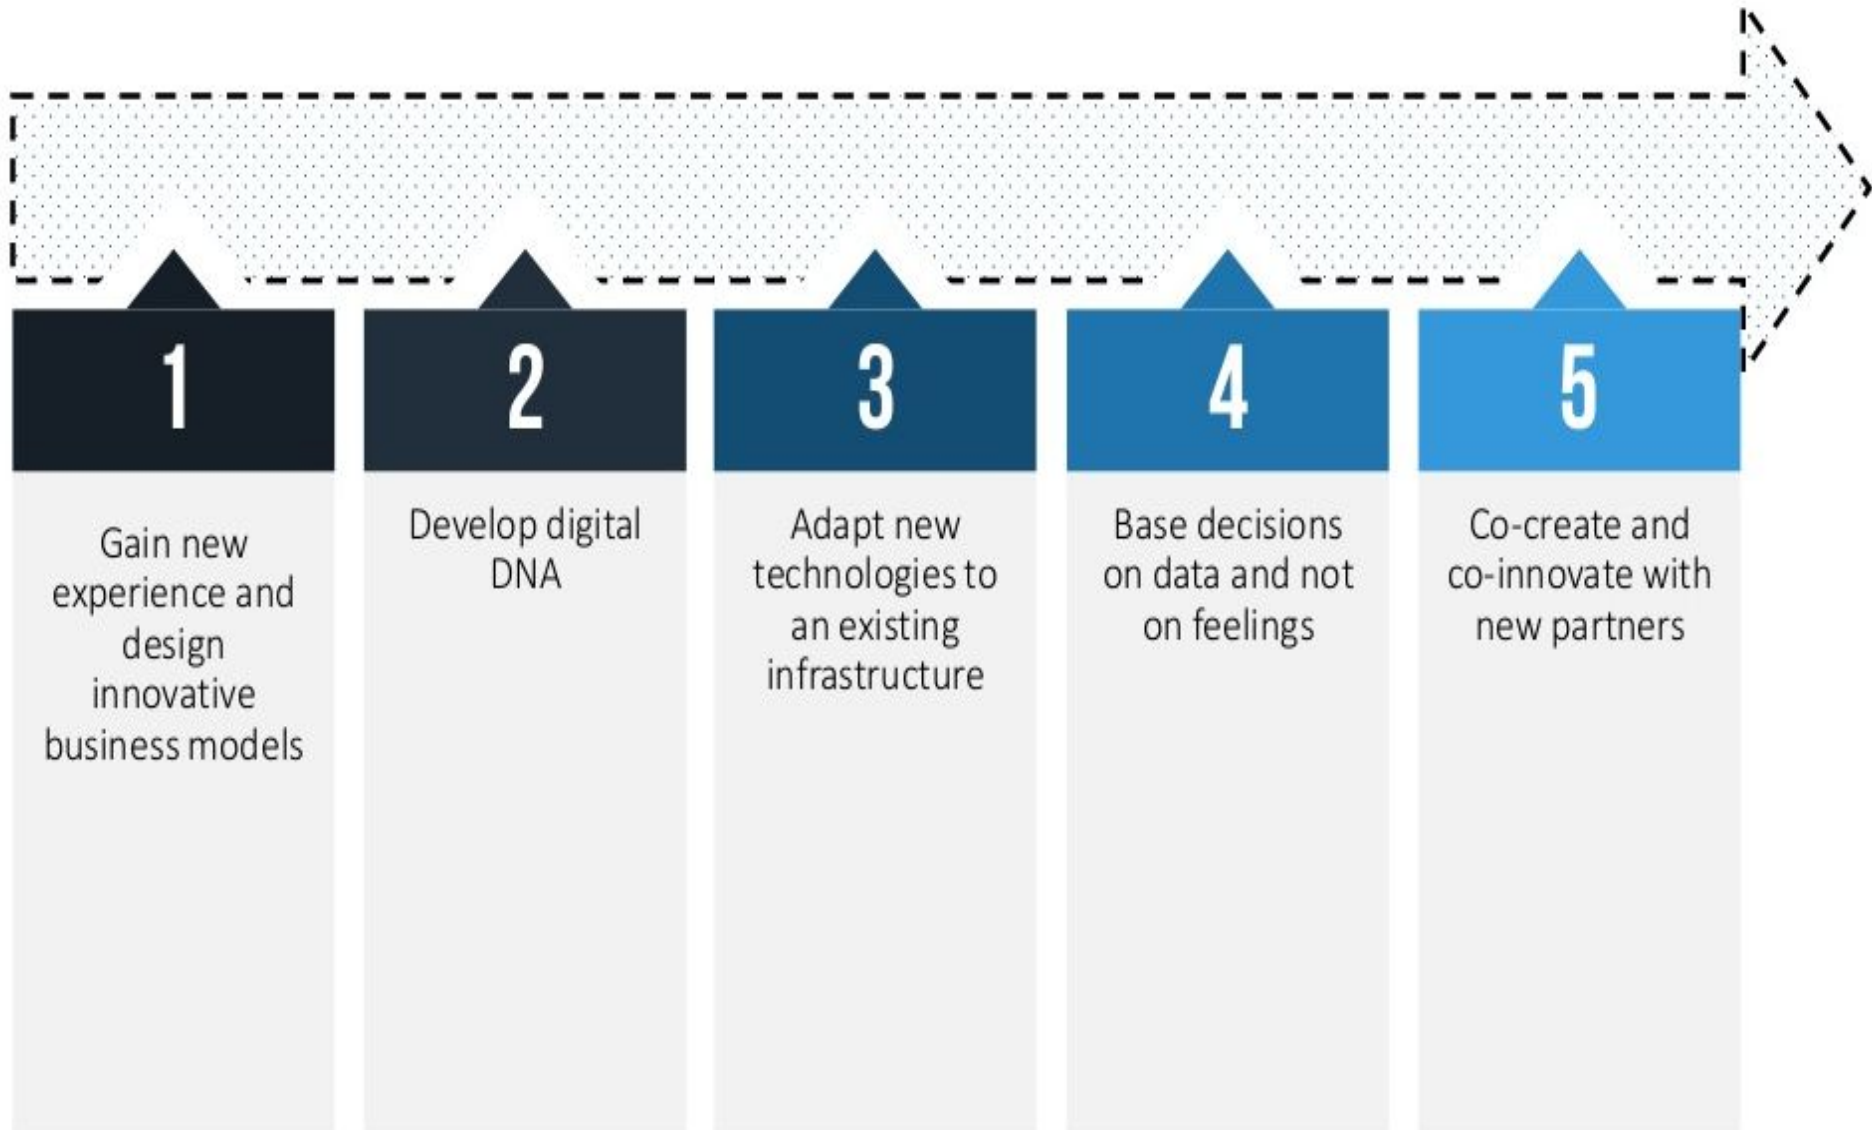 1
Gain new
experience and
design
innovative
business models
2
Develop digital
DNA
3
Adapt new
technologies to
an existing
infrastructure
4
Base decisions
on data and not
on feelings
5
Co-create and
co-innovate with
new partners